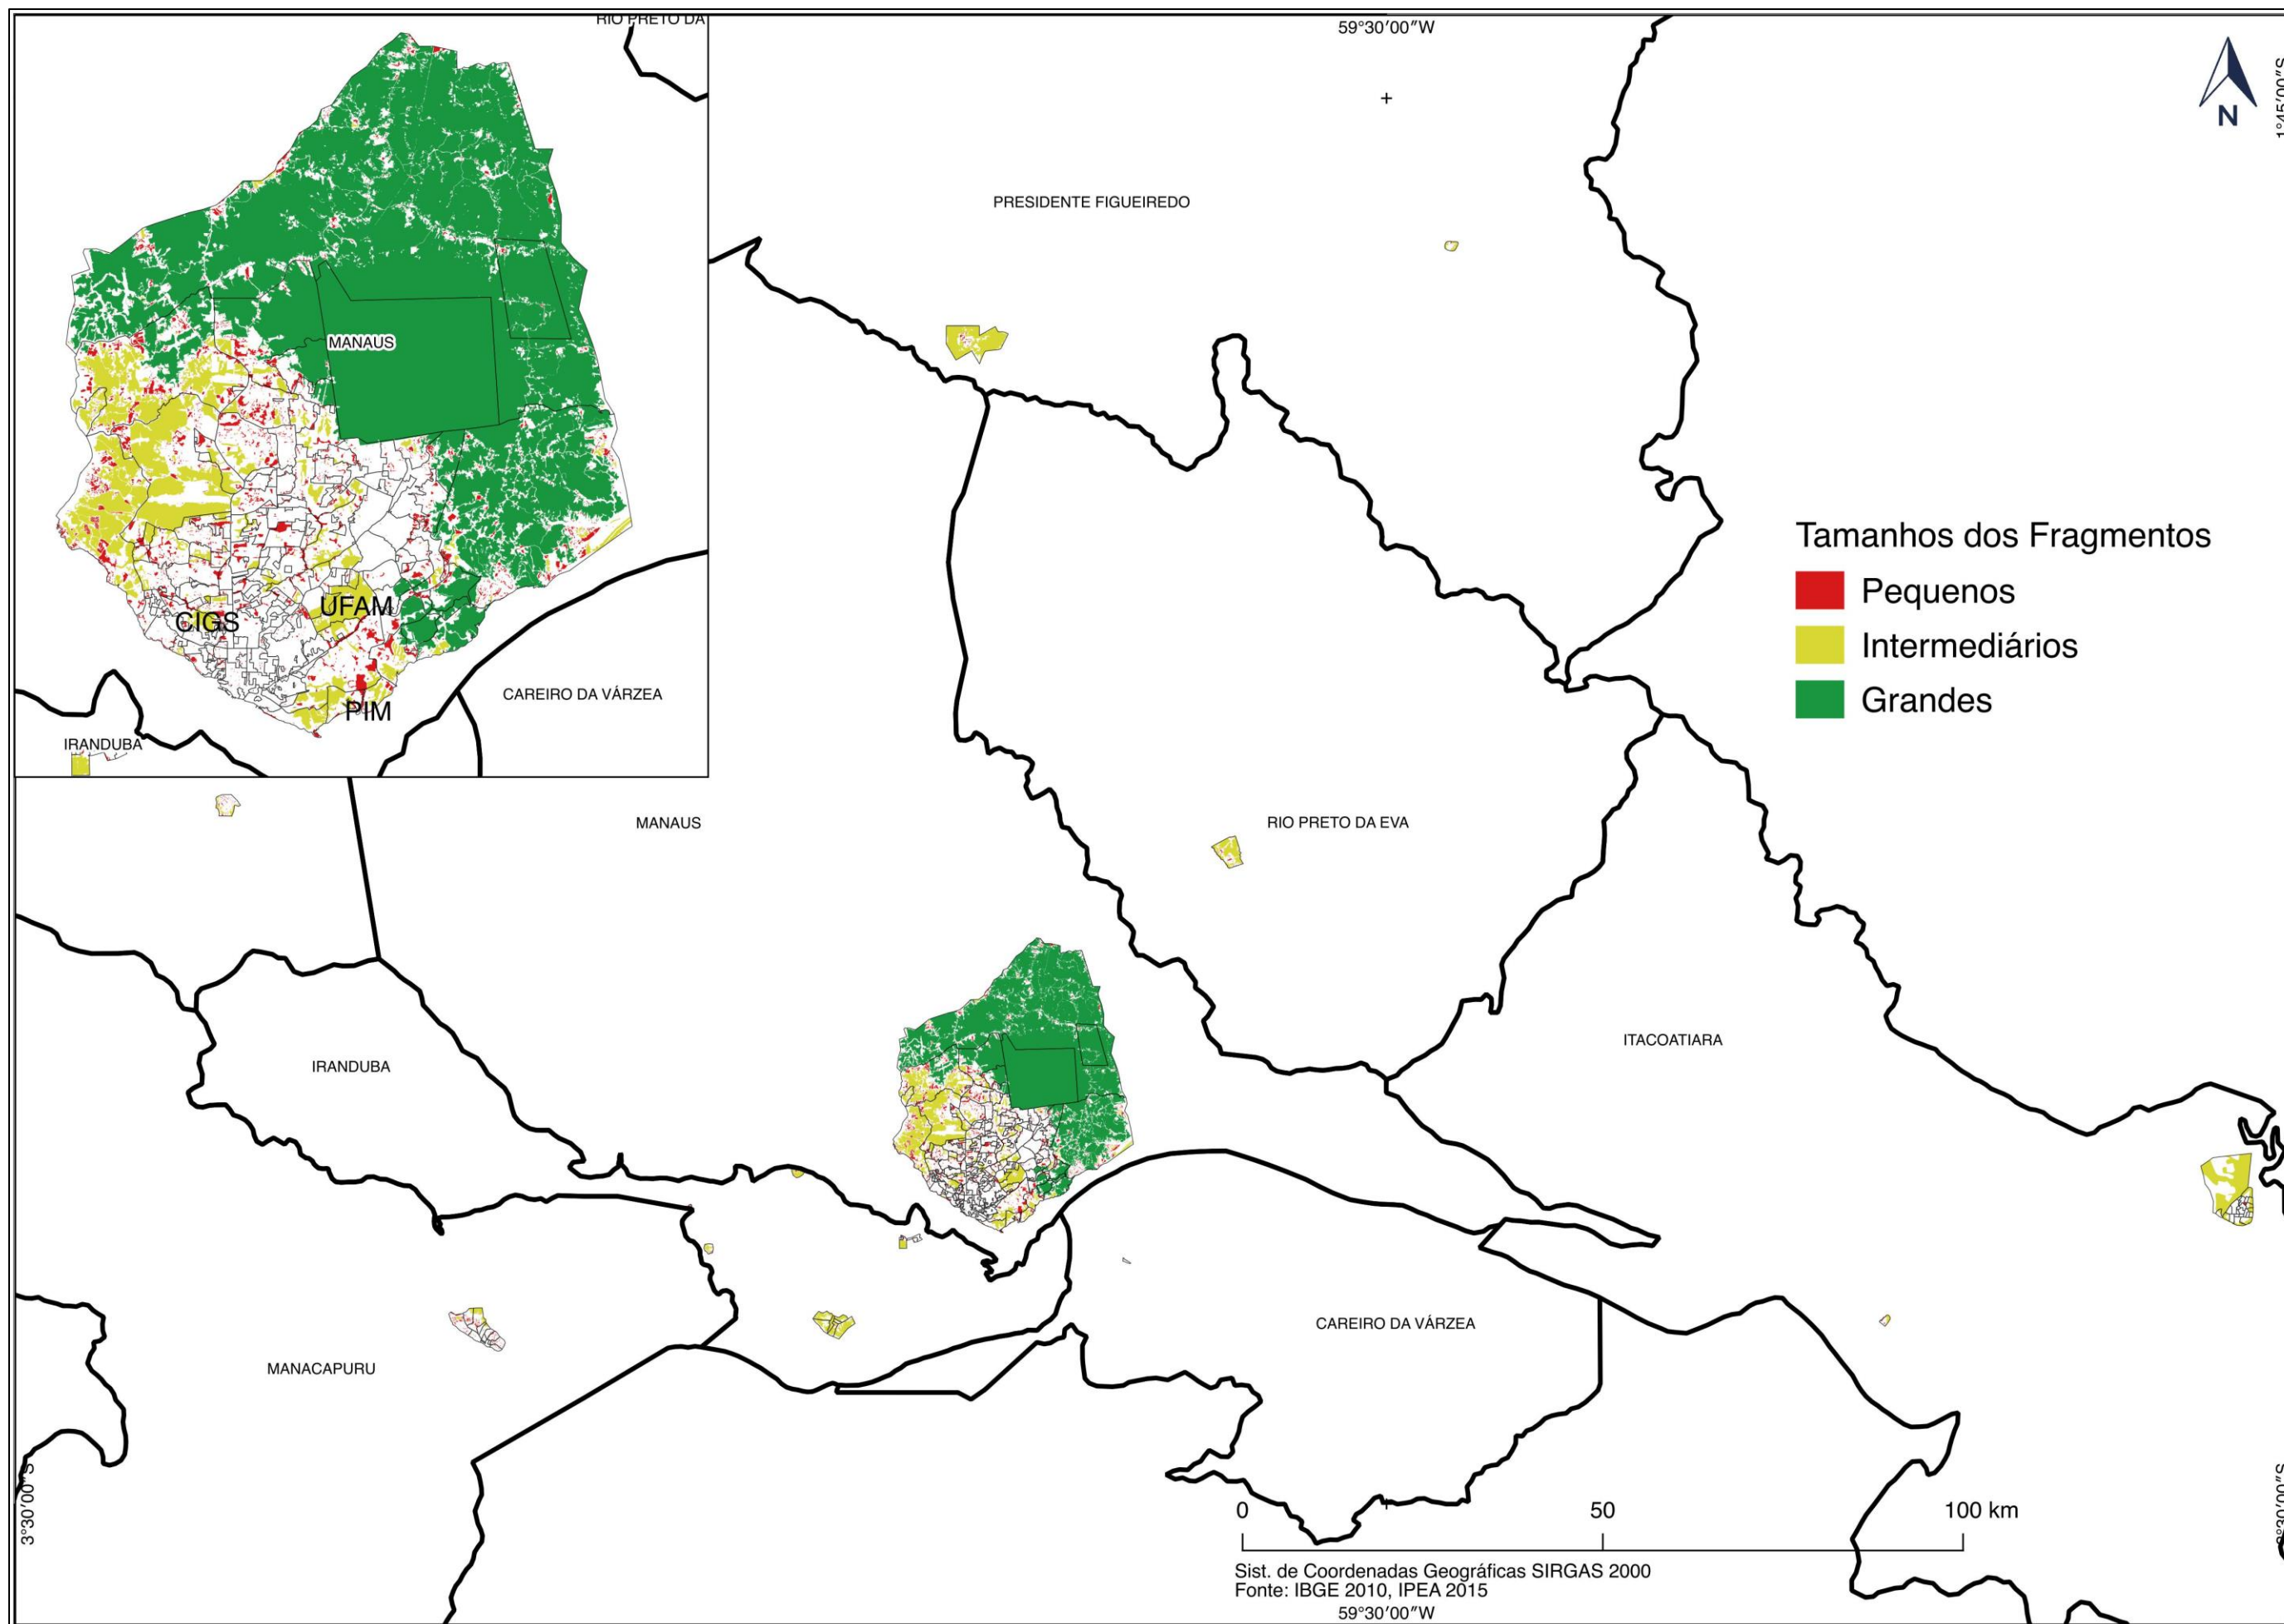 RIO PRETO DA
59°30'00"W
1°45'00"S
N
PRESIDENTE FIGUEIREDO
MANAUS
UFAM
CIGS
PIM
CAREIRO DA VÁRZEA
IRANDUBA
Tamanhos dos Fragmentos
Pequenos
Intermediários
Grandes
MANAUS
RIO PRETO DA EVA
ITACOATIARA
IRANDUBA
CAREIRO DA VÁRZEA
MANACAPURU
3°30'00"S
3°30'00"S
0 50 100 km
Sist. de Coordenadas Geográficas SIRGAS 2000
Fonte: IBGE 2010, IPEA 2015
59°30'00"W